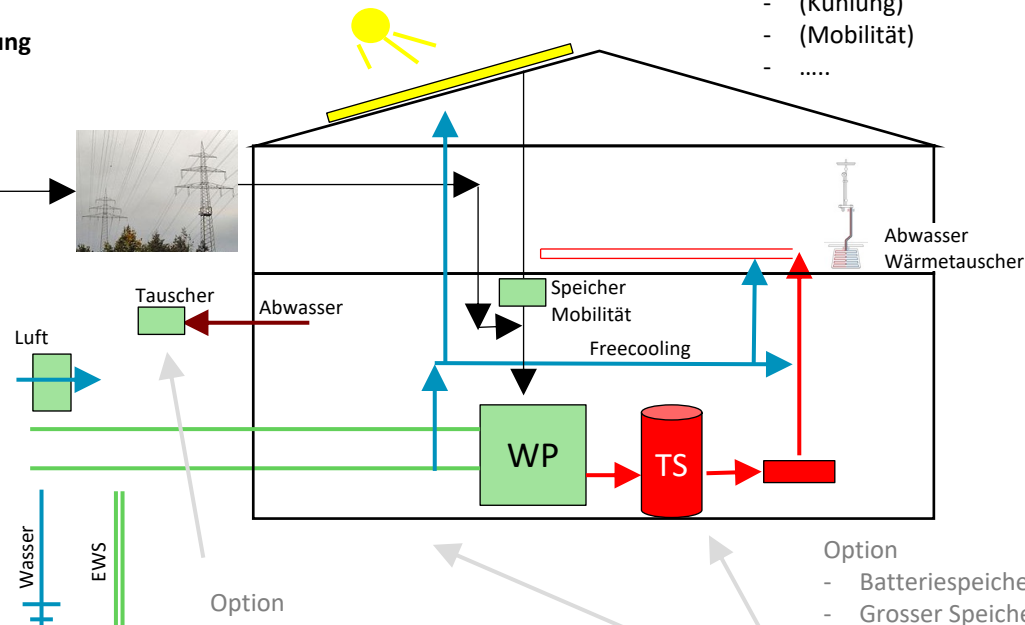 (Kühlung)
ung
- (Mobilität)
- .....
Abwasser
Wärmetauscher
Tauscher
Abwasser
Speicher
Mobilität
Luft
Freecooling
WP
TS
Wasser
EWS
Option
Option
- Batteriespeiche
- Grosser Speiche